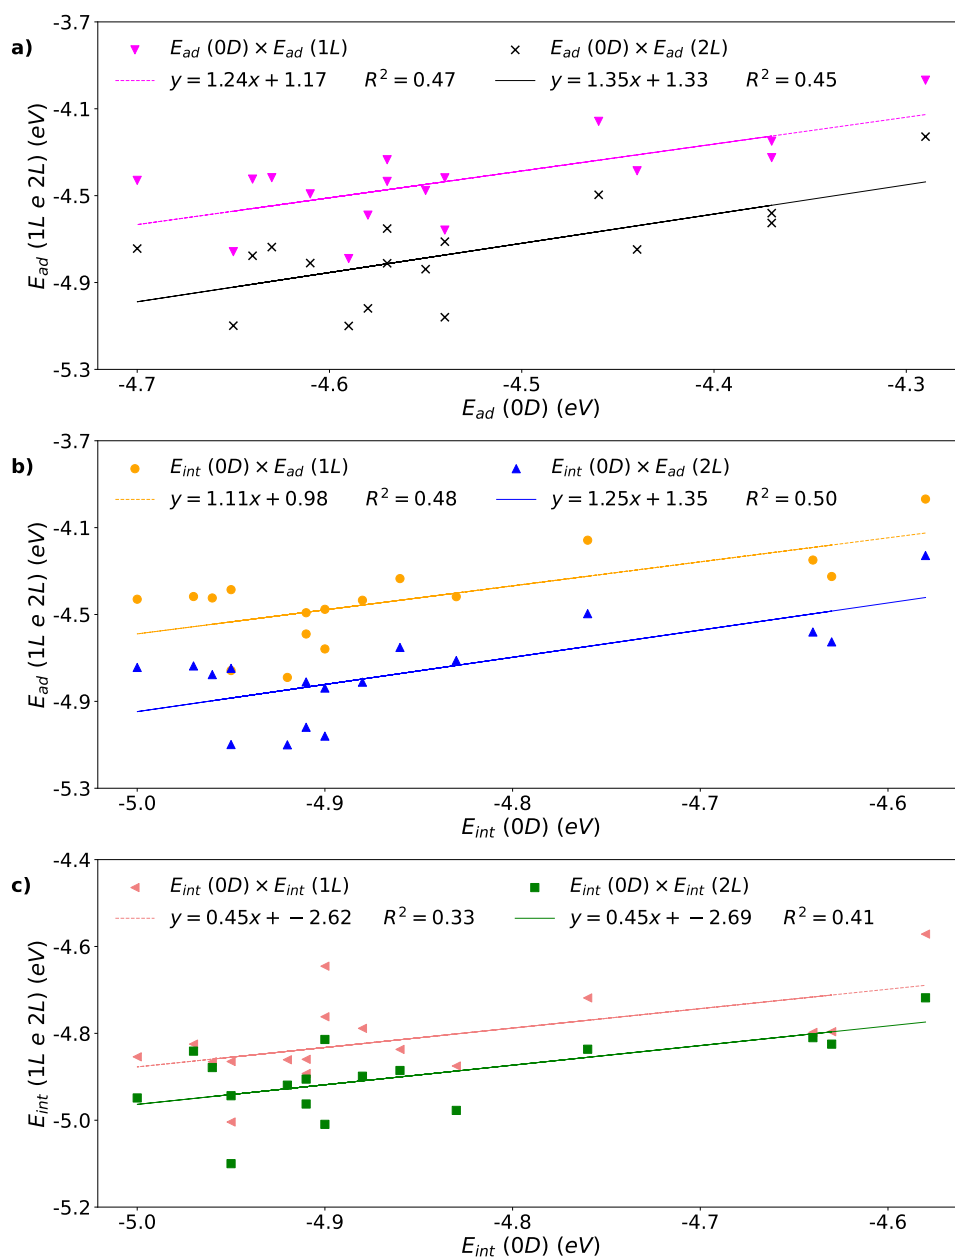 a)
E_ad (0D) × E_ad (1L) E_ad (0D) × E_ad (2L)
y = 1.24x + 1.17 R² = 0.47 y = 1.35x + 1.33 R² = 0.45
E_ad (1L e 2L) (eV)
-3.7
-4.1
-4.5
-4.9
-5.3
-4.7 -4.6 -4.5 -4.4 -4.3
E_ad (0D) (eV)
b)
E_int (0D) × E_ad (1L) E_int (0D) × E_ad (2L)
y = 1.11x + 0.98 R² = 0.48 y = 1.25x + 1.35 R² = 0.50
E_ad (1L e 2L) (eV)
-3.7
-4.1
-4.5
-4.9
-5.3
-5.0 -4.9 -4.8 -4.7 -4.6
E_int (0D) (eV)
c)
E_int (0D) × E_int (1L) E_int (0D) × E_int (2L)
y = 0.45x + −2.62 R² = 0.33 y = 0.45x + −2.69 R² = 0.41
E_int (1L e 2L) (eV)
-4.4
-4.6
-4.8
-5.0
-5.2
-5.0 -4.9 -4.8 -4.7 -4.6
E_int (0D) (eV)